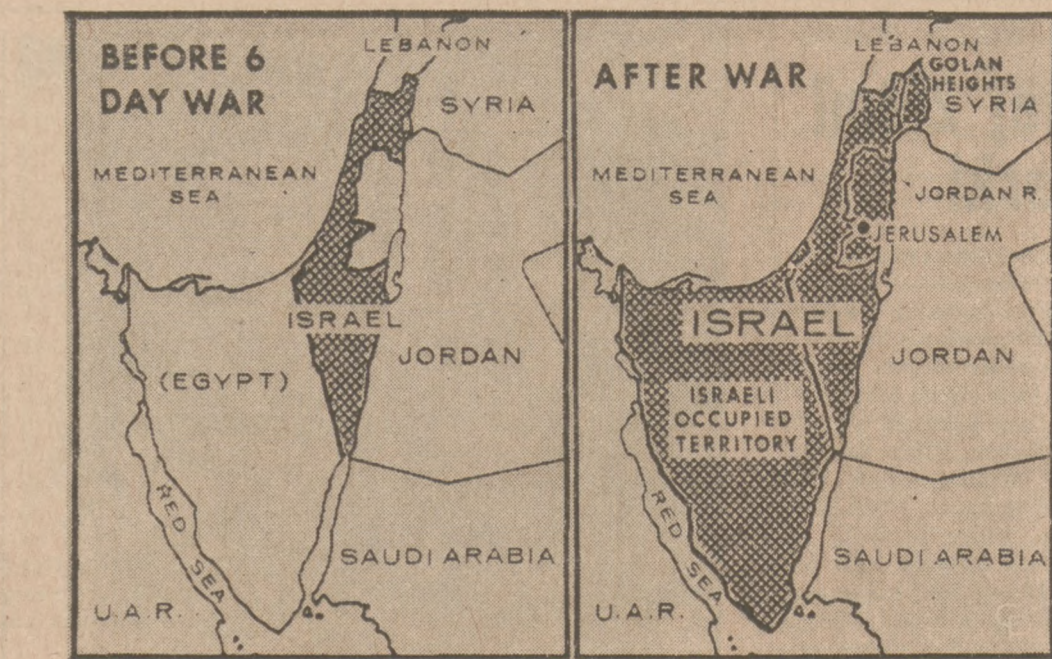 BEFORE 6
DAY WAR
LEBANON
SYRIA
MEDITERRANEAN
SEA
ISRAEL
JORDAN
(EGYPT)
RED
SEA
SAUDI ARABIA
U.A.R.
AFTER WAR
LEBANON
GOLAN
HEIGHTS
SYRIA
MEDITERRANEAN
SEA
JORDAN R.
JERUSALEM
ISRAEL
JORDAN
ISRAELI
OCCUPIED
TERRITORY
RED
SEA
SAUDI ARABIA
U.A.R.